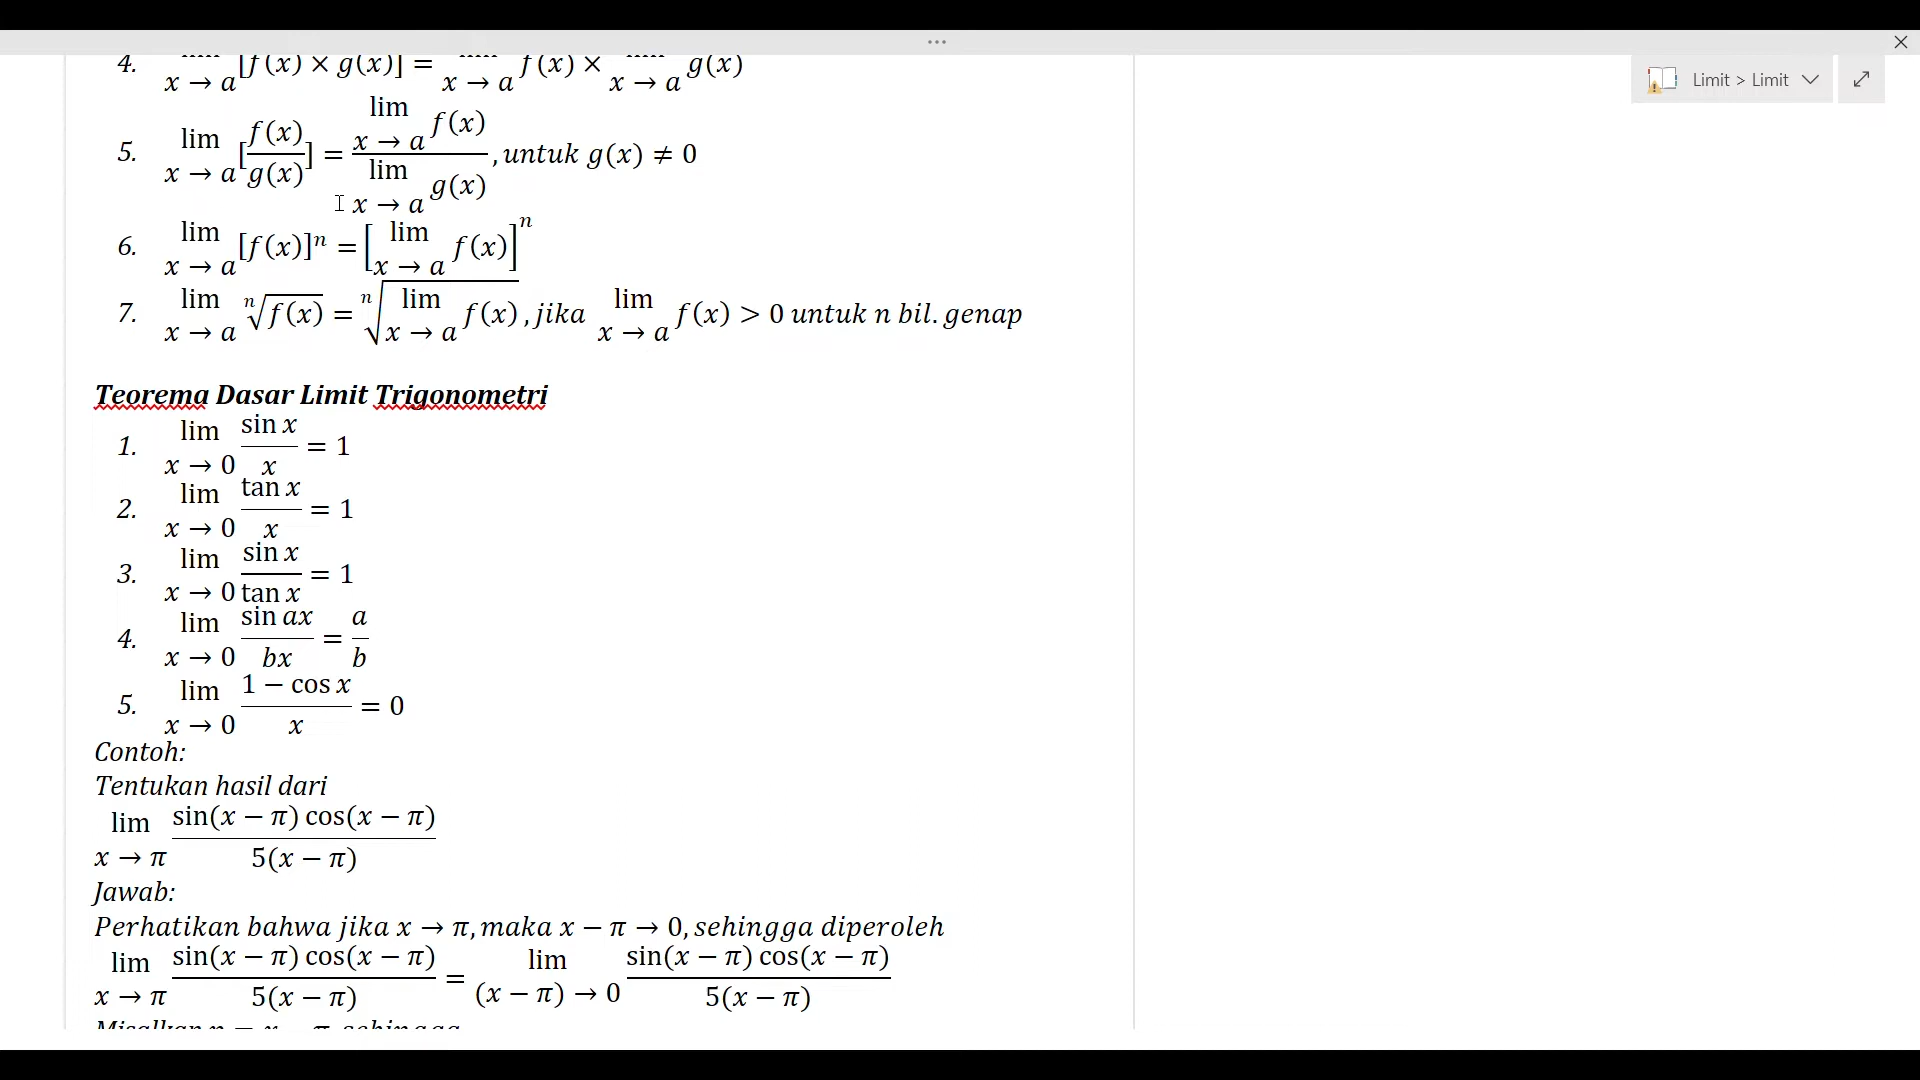 Limit > Limit
4. lim x → a [f(x) × g(x)] = lim x → a f(x) × lim x → a g(x)
5. lim x → a [f(x)/g(x)] = lim x → a f(x) / lim x → a g(x) , untuk g(x) ≠ 0
6. lim x → a [f(x)]ⁿ = [lim x → a f(x)]ⁿ
7. lim x → a ⁿ√f(x) = ⁿ√(lim x → a f(x)) , jika lim x → a f(x) > 0 untuk n bil. genap
Teorema Dasar Limit Trigonometri
1. lim x → 0 sin x / x = 1
2. lim x → 0 tan x / x = 1
3. lim x → 0 sin x / tan x = 1
4. lim x → 0 sin ax / bx = a/b
5. lim x → 0 (1 − cos x) / x = 0
Contoh:
Tentukan hasil dari
lim x → π sin(x − π) cos(x − π) / 5(x − π)
Jawab:
Perhatikan bahwa jika x → π, maka x − π → 0, sehingga diperoleh
lim x → π sin(x − π) cos(x − π) / 5(x − π) = lim (x − π) → 0 sin(x − π) cos(x − π) / 5(x − π)